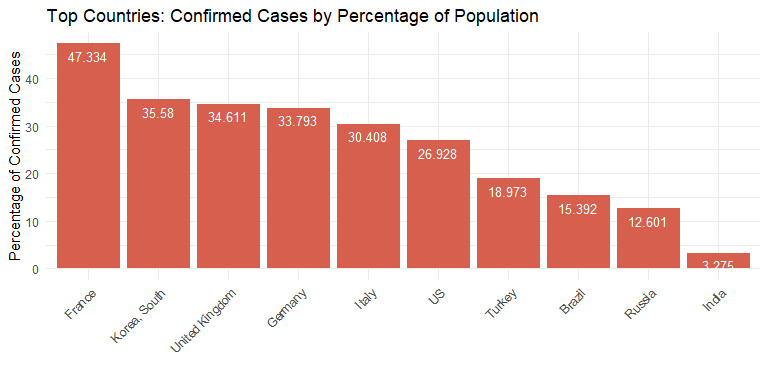 Top Countries: Confirmed Cases by Percentage of Population
Percentage of Confirmed Cases
40
30
20
10
0
47.334
35.58
34.611
33.793
30.408
26.928
18.973
15.392
12.601
3.275
France
Korea, South
United Kingdom
Germany
Italy
US
Turkey
Brazil
Russia
India